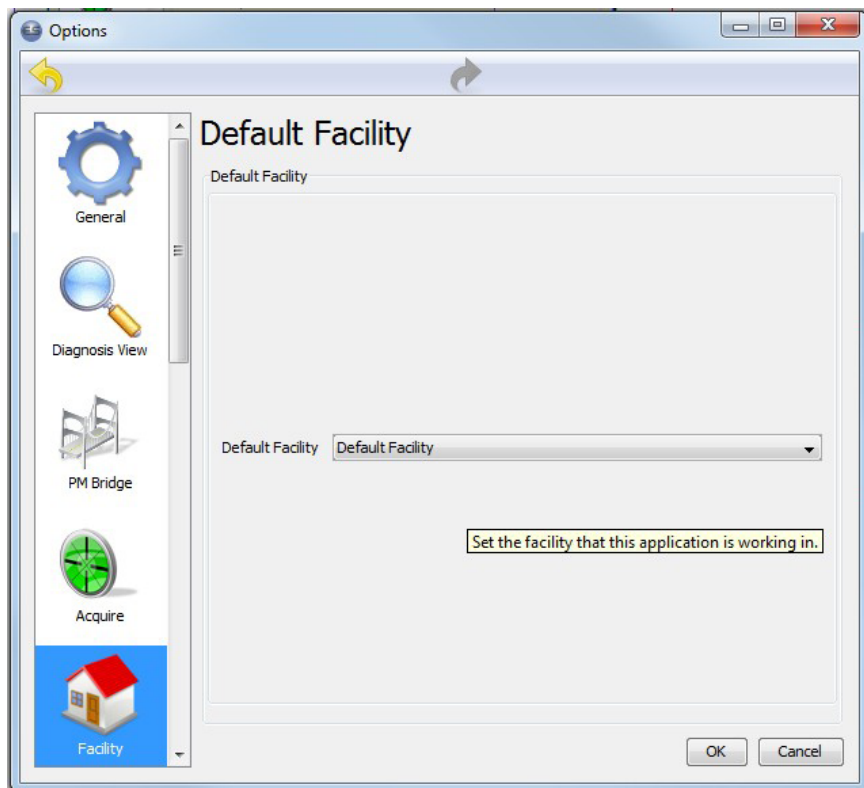 ES Options
Default Facility
General
Diagnosis View
PM Bridge
Acquire
Facility
Default Facility
Default Facility Default Facility
Set the facility that this application is working in.
OK Cancel